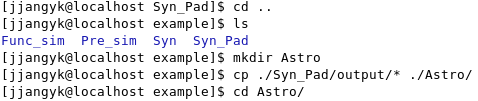 [jjangyk@localhost Syn_Pad]$ cd ..
[jjangyk@localhost example]$ ls
Func_sim  Pre_sim  Syn  Syn_Pad
[jjangyk@localhost example]$ mkdir Astro
[jjangyk@localhost example]$ cp ./Syn_Pad/output/* ./Astro/
[jjangyk@localhost example]$ cd Astro/